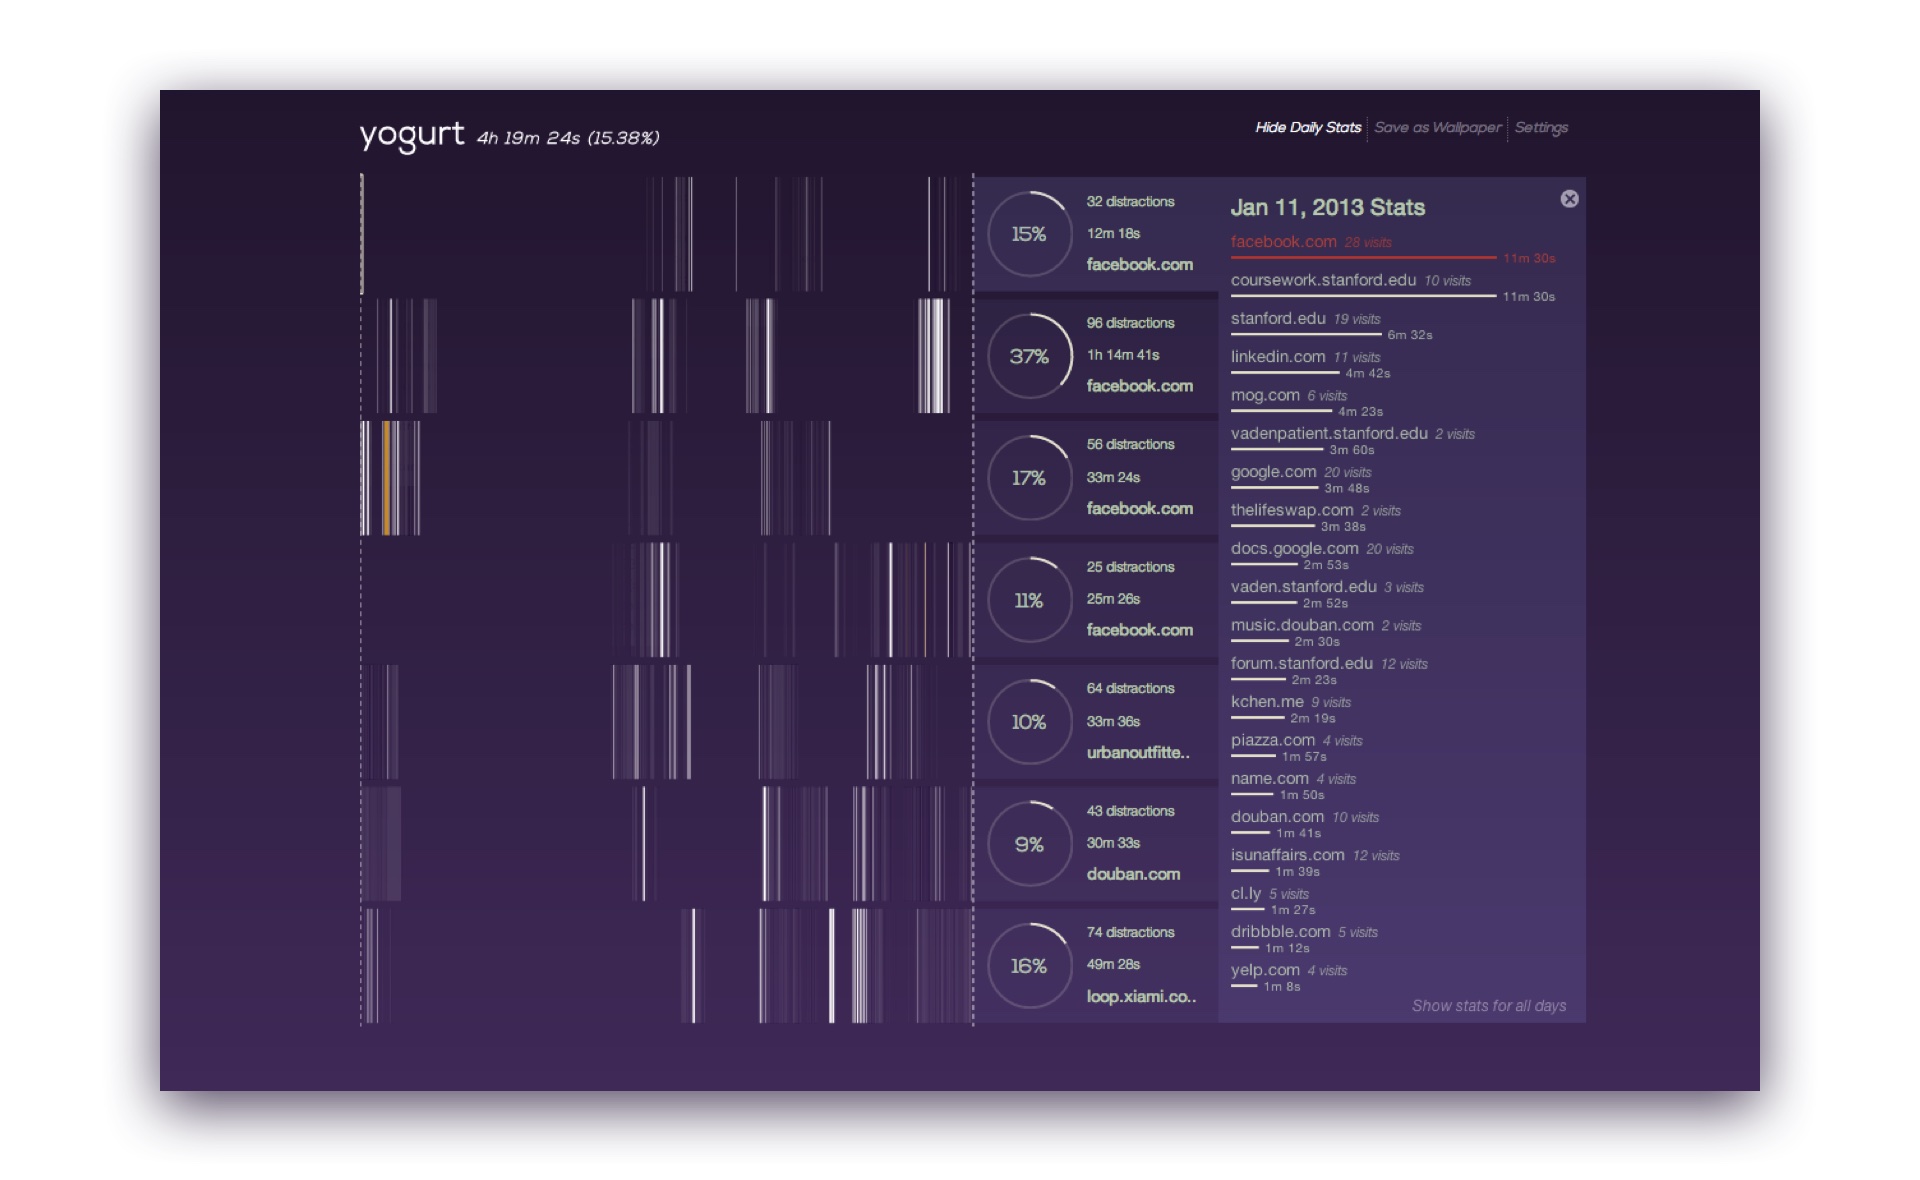 yogurt 4h 19m 24s (15.38%)
Hide Daily Stats Save as Wallpaper Settings
15%
32 distractions
12m 18s
facebook.com
37%
96 distractions
1h 14m 41s
facebook.com
17%
56 distractions
33m 24s
facebook.com
11%
25 distractions
25m 26s
facebook.com
10%
64 distractions
33m 36s
urbanoutfitte..
9%
43 distractions
30m 33s
douban.com
16%
74 distractions
49m 28s
loop.xiami.co..
Jan 11, 2013 Stats
facebook.com 28 visits
11m 30s
coursework.stanford.edu 10 visits
11m 30s
stanford.edu 19 visits
6m 32s
linkedin.com 11 visits
4m 42s
mog.com 6 visits
4m 23s
vadenpatient.stanford.edu 2 visits
3m 60s
google.com 20 visits
3m 48s
thelifeswap.com 2 visits
3m 38s
docs.google.com 20 visits
2m 53s
vaden.stanford.edu 3 visits
2m 52s
music.douban.com 2 visits
2m 30s
forum.stanford.edu 12 visits
2m 23s
kchen.me 9 visits
2m 19s
piazza.com 4 visits
1m 57s
name.com 4 visits
1m 50s
douban.com 10 visits
1m 41s
isunaffairs.com 12 visits
1m 39s
cl.ly 5 visits
1m 27s
dribbble.com 5 visits
1m 12s
yelp.com 4 visits
1m 8s
Show stats for all days